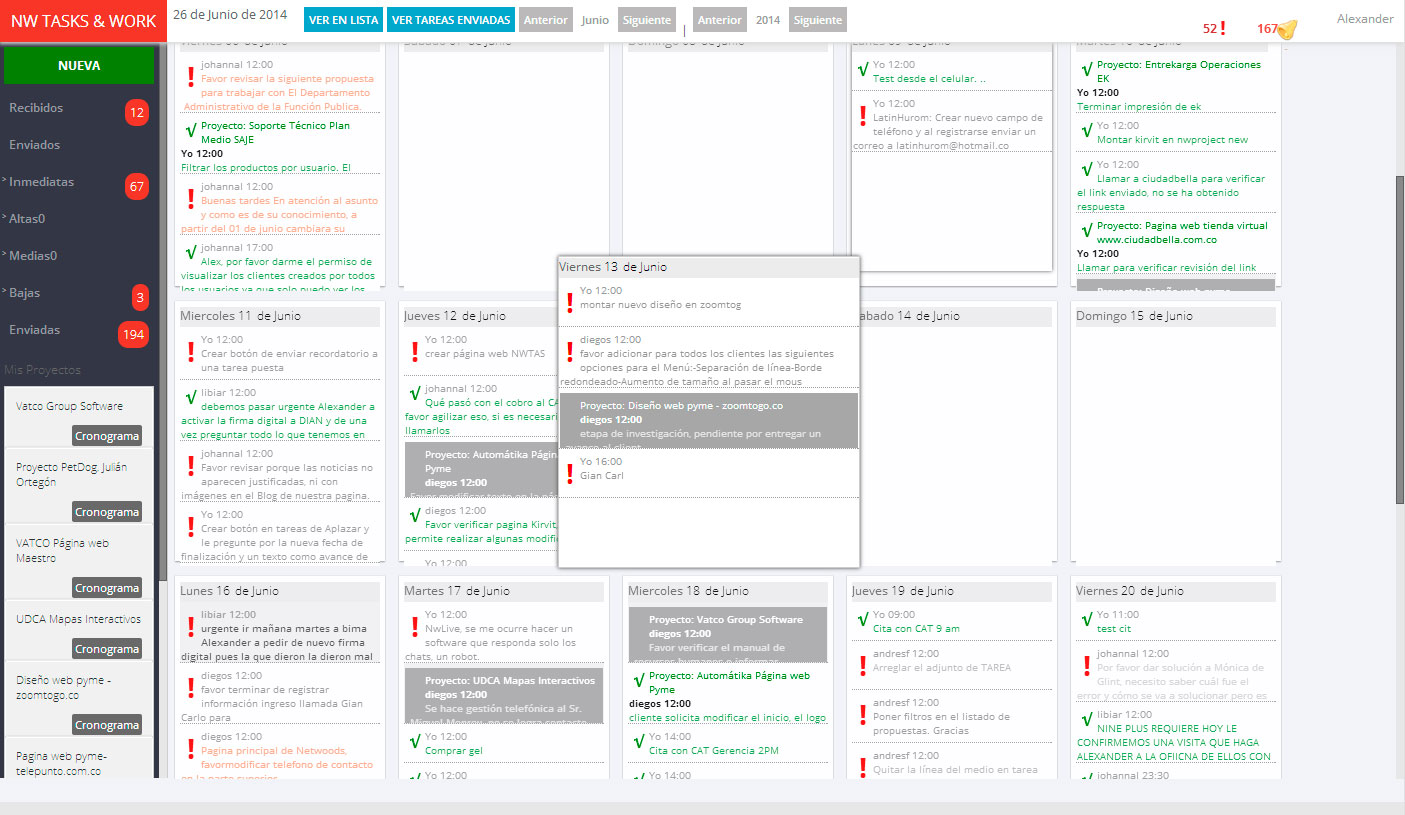 NW TASKS & WORK
26 de Junio de 2014
VER EN LISTA
VER TAREAS ENVIADAS
Anterior
Junio
Siguiente
|
Anterior
2014
Siguiente
52
167
Alexander
NUEVA
Recibidos
12
Enviados
Inmediatas
67
Altas0
Medias0
Bajas
3
Enviadas
194
Mis Proyectos
Vatco Group Software
Cronograma
Proyecto PetDog. Julián
Ortegón
Cronograma
VATCO Página web
Maestro
Cronograma
UDCA Mapas Interactivos
Cronograma
Diseño web pyme -
zoomtogo.co
Cronograma
Pagina web pyme-
telepunto.com.co
johannal 12:00
Favor revisar la siguiente propuesta
para trabajar con El Departamento
Administrativo de la Función Publica.
Proyecto: Soporte Técnico Plan
Medio SAJE
Yo 12:00
Filtrar los productos por usuario. El
johannal 12:00
Buenas tardes En atención al asunto
y como es de su conocimiento, a
partir del 01 de junio cambiara su
johannal 17:00
Alex, por favor darme el permiso de
visualizar los clientes creados por todos
los usuarios ya que solo puedo ver los
Yo 12:00
Test desde el celular. ..
Yo 12:00
LatinHurom: Crear nuevo campo de
teléfono y al registrarse enviar un
correo a latinhurom@hotmail.co
Proyecto: Entrekarga Operaciones
EK
Yo 12:00
Terminar impresión de ek
Yo 12:00
Montar kirvit en nwproject new
Yo 12:00
Llamar a ciudadbella para verificar
el link enviado, no se ha obtenido
respuesta
Proyecto: Pagina web tienda virtual
www.ciudadbella.com.co
Yo 12:00
Llamar para verificar revisión del link
Miercoles 11 de Junio
Yo 12:00
Crear botón de enviar recordatorio a
una tarea puesta
libiar 12:00
debemos pasar urgente Alexander a
activar la firma digital a DIAN y de una
vez preguntar todo lo que tenemos en
johannal 12:00
Favor revisar porque las noticias no
aparecen justificadas, ni con
imágenes en el Blog de nuestra pagina.
Yo 12:00
Crear botón en tareas de Aplazar y
le pregunte por la nueva fecha de
finalización y un texto como avance de
Jueves 12 de Junio
Yo 12:00
crear página web NWTAS
johannal 12:00
Qué pasó con el cobro al CA
favor agilizar eso, si es necesari
llamarlos
Proyecto: Automátika Págin
Pyme
diegos 12:00
diegos 12:00
Favor verificar pagina Kirvit,
permite realizar algunas modifi
Yo 12:00
Viernes 13 de Junio
Yo 12:00
montar nuevo diseño en zoomtog
diegos 12:00
favor adicionar para todos los clientes las siguientes
opciones para el Menú:-Separación de línea-Borde
redondeado-Aumento de tamaño al pasar el mous
Proyecto: Diseño web pyme - zoomtogo.co
diegos 12:00
etapa de investigación, pendiente por entregar un
avance al client
Yo 16:00
Gian Carl
abado 14 de Junio
Domingo 15 de Junio
Lunes 16 de Junio
libiar 12:00
urgente ir mañana martes a bima
Alexander a pedir de nuevo firma
digital pues la que dieron la dieron mal
diegos 12:00
favor terminar de registrar
información ingreso llamada Gian
Carlo para
diegos 12:00
Pagina principal de Netwoods,
favormodificar telefono de contacto
en la parte superior
Martes 17 de Junio
Yo 12:00
NwLive, se me ocurre hacer un
software que responda solo los
chats, un robot.
Proyecto: UDCA Mapas Interactivos
diegos 12:00
Se hace gestión telefónica al Sr.
Yo 12:00
Comprar gel
Yo 12:00
Miercoles 18 de Junio
Proyecto: Vatco Group Software
diegos 12:00
Favor verificar el manual de
recursos humanos e informar
Proyecto: Automátika Página web
Pyme
diegos 12:00
cliente solicita modificar el inicio, el logo
Yo 14:00
Cita con CAT Gerencia 2PM
Yo 14:00
Jueves 19 de Junio
Yo 09:00
Cita con CAT 9 am
andresf 12:00
Arreglar el adjunto de TAREA
andresf 12:00
Poner filtros en el listado de
propuestas. Gracias
andresf 12:00
Quitar la línea del medio en tarea
Viernes 20 de Junio
Yo 11:00
test cit
johannal 12:00
Por favor dar solución a Mónica de
Glint, necesito saber cuál fue el
error y cómo se va a solucionar pero es
libiar 12:00
NINE PLUS REQUIERE HOY LE
CONFIRMEMOS UNA VISITA QUE HAGA
ALEXANDER A LA OFIICNA DE ELLOS CON
johannal 23:30